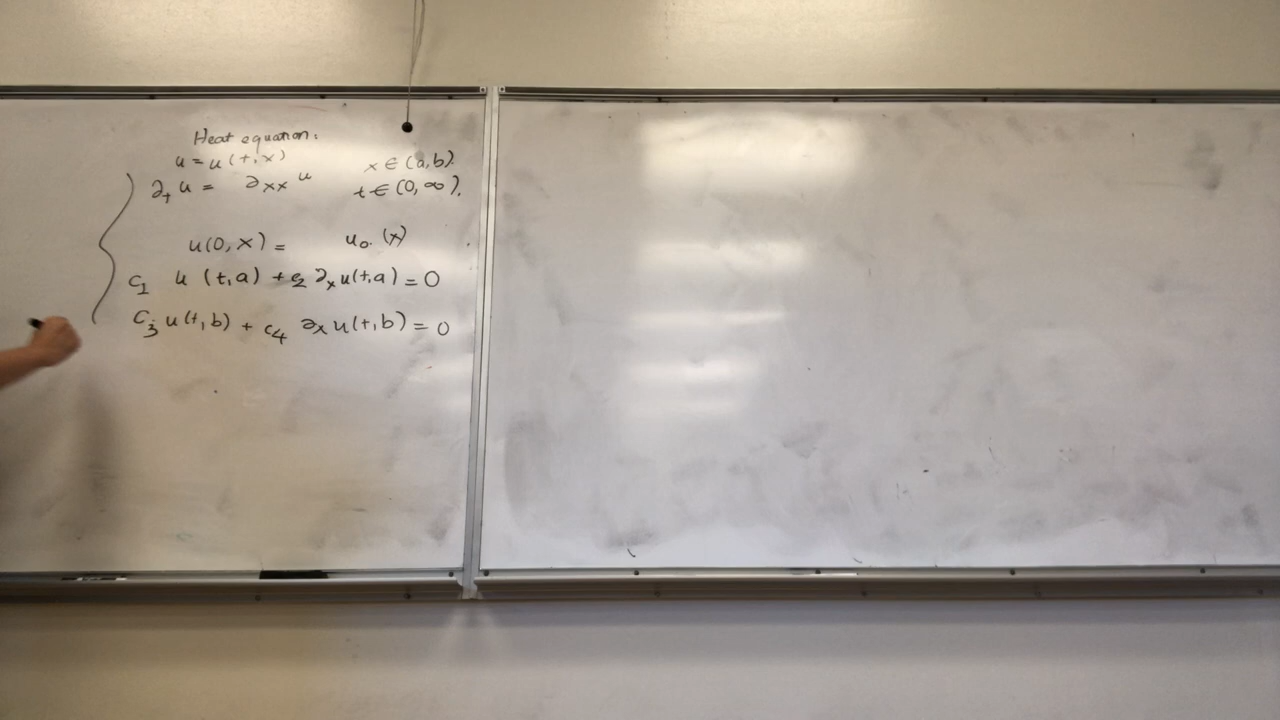 Heat equation:
u = u(t,x) x ∈ (a,b).
∂ₜ u = ∂ₓₓ u t ∈ (0,∞).
u(0,x) = u₀.(x)
c₁ u (t,a) + c₂ ∂ₓ u(t,a) = 0
c₃ u(t,b) + c₄ ∂ₓ u(t,b) = 0